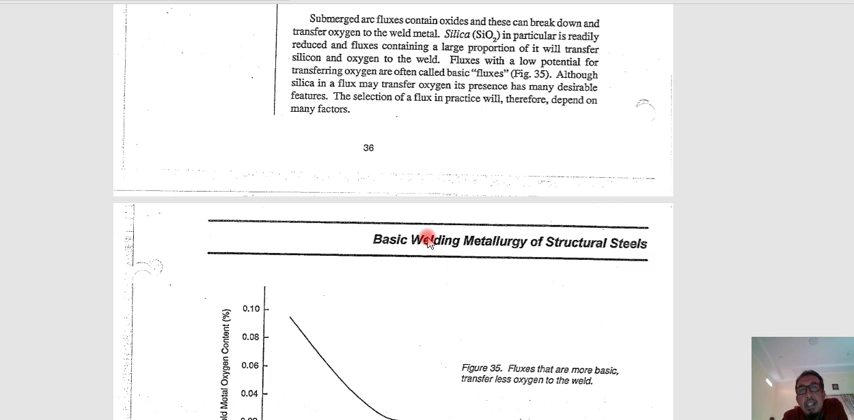 Submerged arc fluxes contain oxides and these can break down and
transfer oxygen to the weld metal. Silica (SiO2) in particular is readily
reduced and fluxes containing a large proportion of it will transfer
silicon and oxygen to the weld. Fluxes with a low potential for
transferring oxygen are often called basic "fluxes" (Fig. 35). Although
silica in a flux may transfer oxygen its presence has many desirable
features. The selection of a flux in practice will, therefore, depend on
many factors.
36
Basic Welding Metallurgy of Structural Steels
0.10
0.08
0.06
0.04
Metal Oxygen Content (%)
Figure 35. Fluxes that are more basic,
transfer less oxygen to the weld.